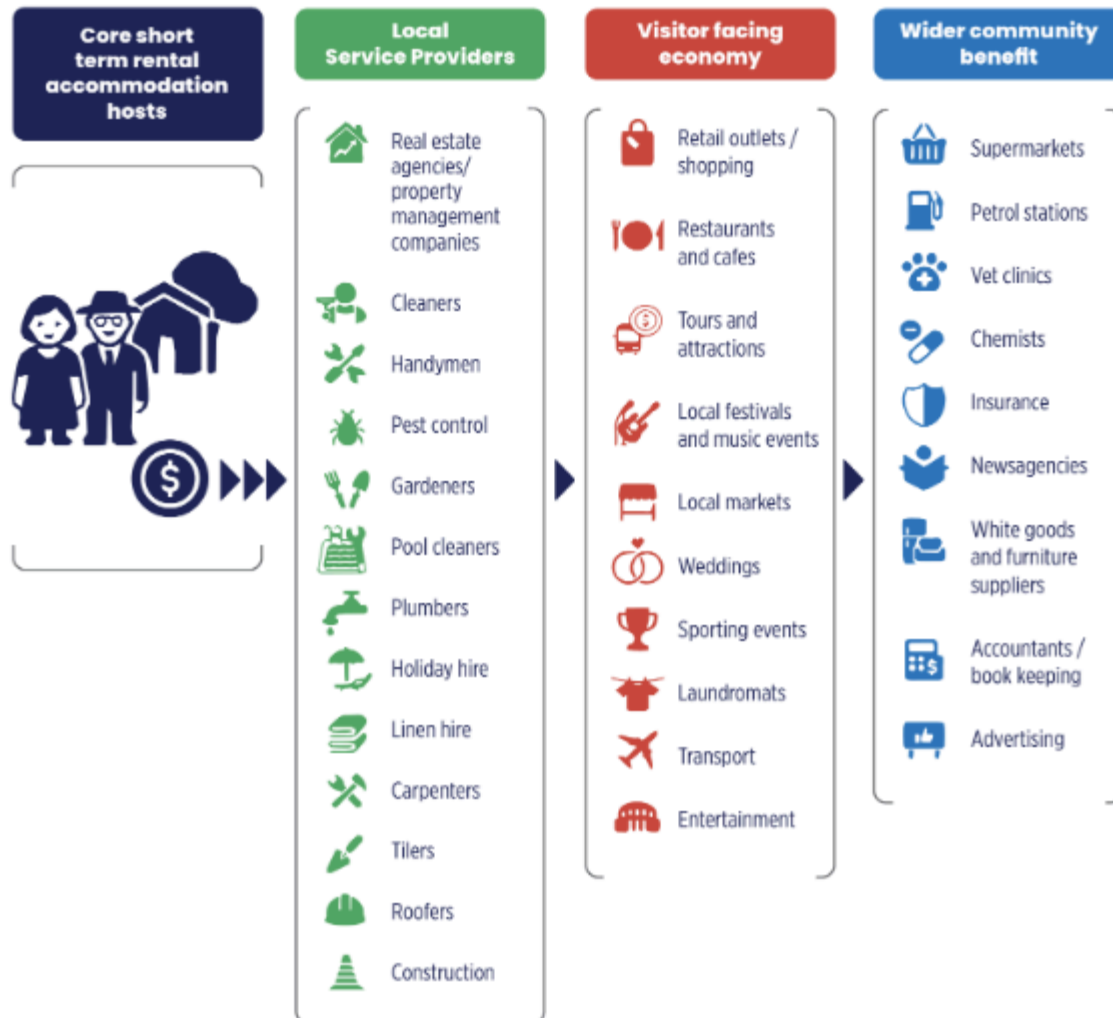 Core short
term rental
accommodation
hosts
$
Local
Service Providers
Real estate
agencies/
property
management
companies
Cleaners
Handymen
Pest control
Gardeners
Pool cleaners
Plumbers
Holiday hire
Linen hire
Carpenters
Tilers
Roofers
Construction
Visitor facing
economy
Retail outlets /
shopping
Restaurants
and cafes
$
Tours and
attractions
Local festivals
and music events
Local markets
Weddings
Sporting events
Laundromats
Transport
Entertainment
Wider community
benefit
Supermarkets
Petrol stations
Vet clinics
Chemists
Insurance
Newsagencies
White goods
and furniture
suppliers
$
Accountants /
book keeping
Advertising